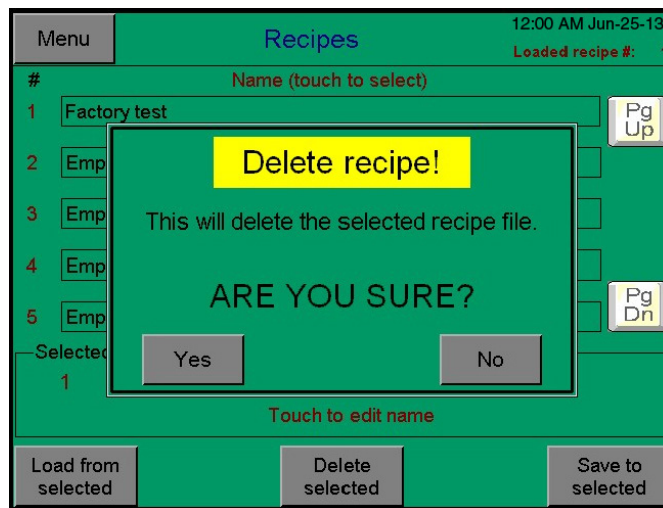 Menu
Recipes
12:00 AM Jun-25-13
Loaded recipe #:
#
Name (touch to select)
1 Factory test
Pg
Up
2 Emp
3 Emp
4 Emp
5 Emp
Pg
Dn
Delete recipe!
This will delete the selected recipe file.
ARE YOU SURE?
Yes
No
Selected
1
Touch to edit name
Load from
selected
Delete
selected
Save to
selected